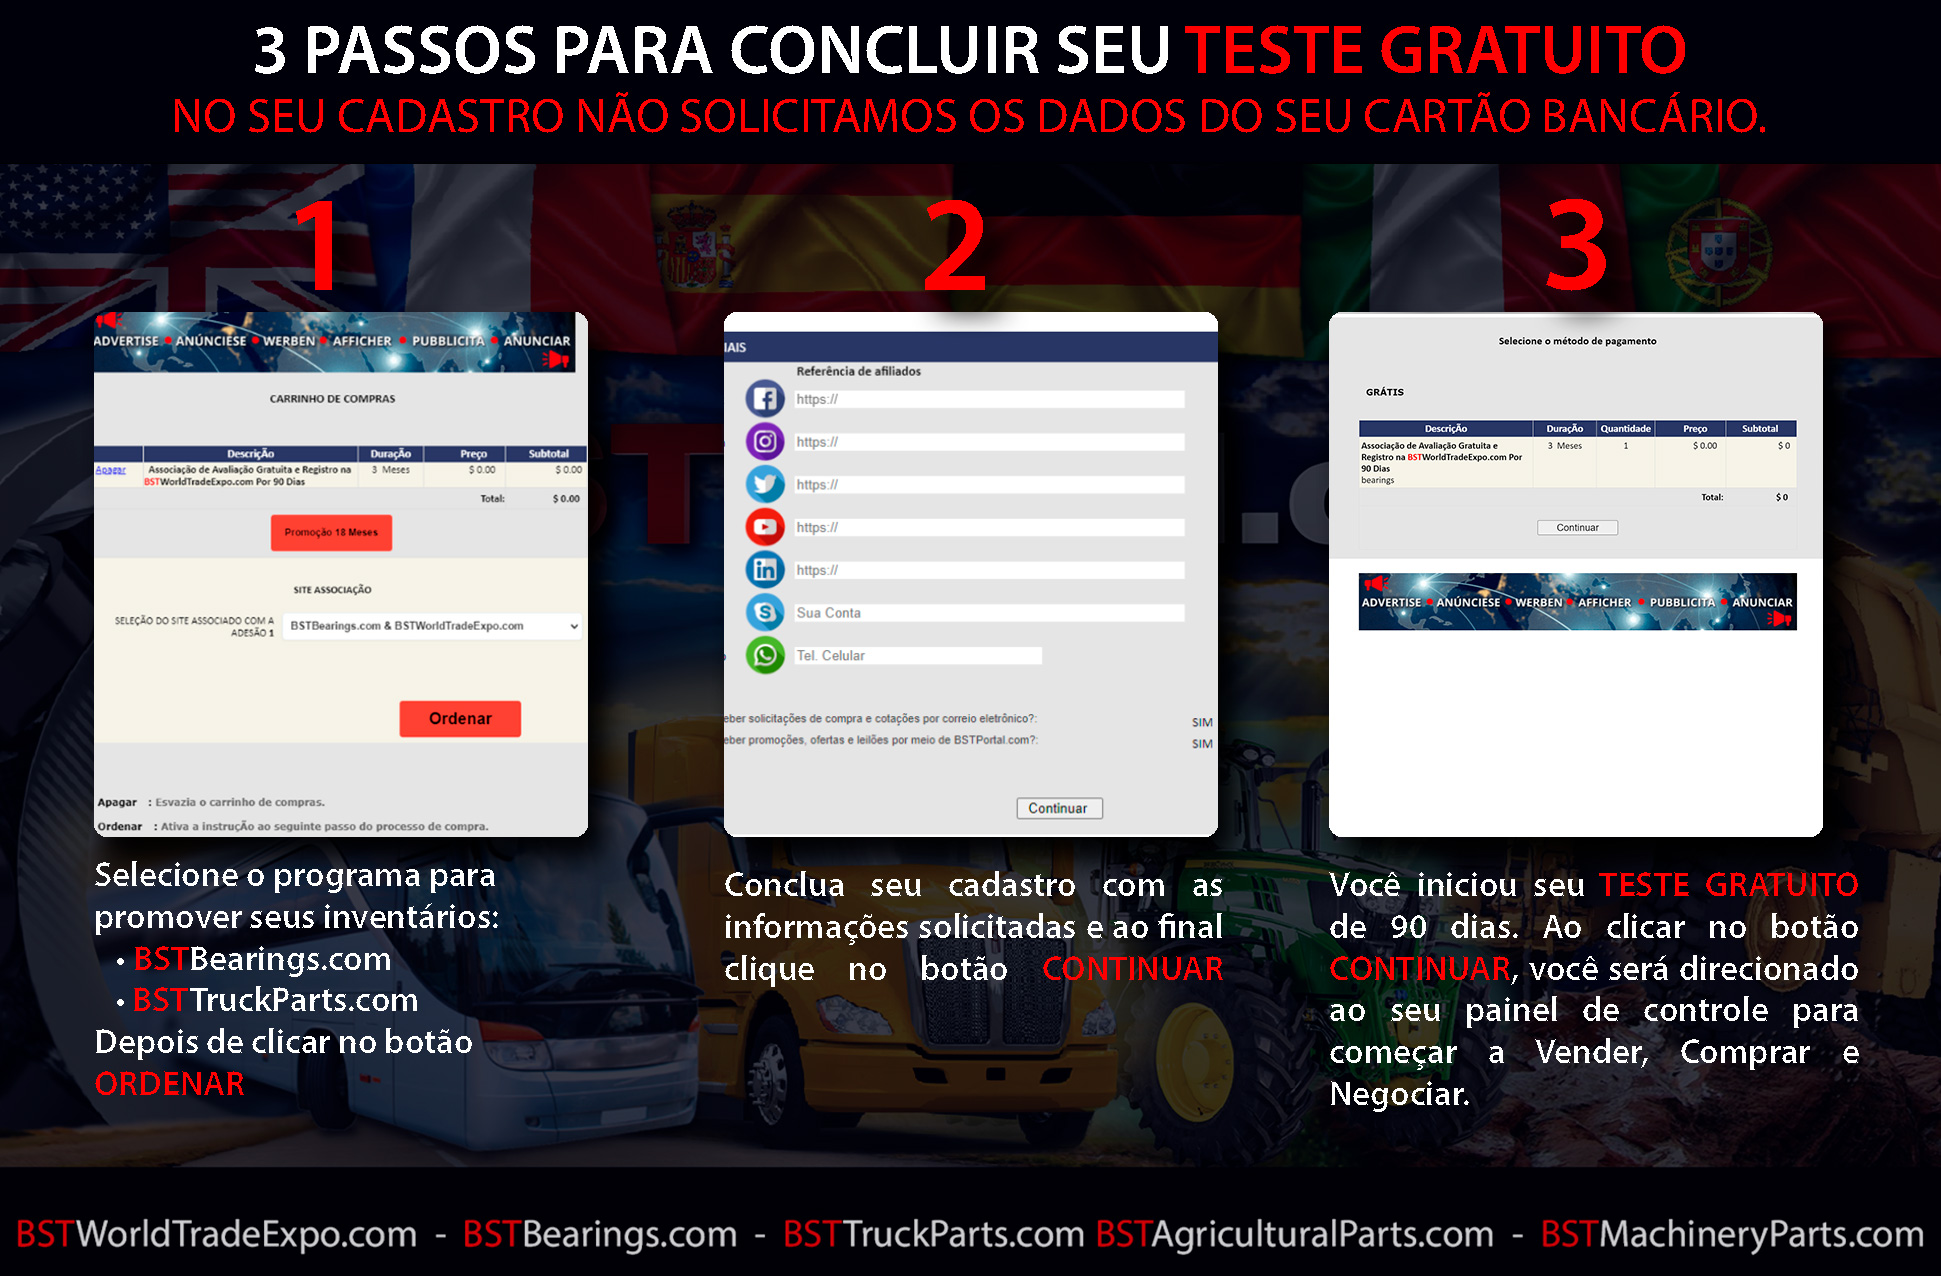 3 PASSOS PARA CONCLUIR SEU TESTE GRATUITO
NO SEU CADASTRO NÃO SOLICITAMOS OS DADOS DO SEU CARTÃO BANCÁRIO.
1
ADVERTISE • ANÚNCIESE • WERBEN • AFFICHER • PUBBLICITA • ANUNCIAR
CARRINHO DE COMPRAS
Descrição Duração Preço Subtotal
Apagar Associação de Avaliação Gratuita e Registro na 3 Meses $ 0.00 $ 0.00
BSTWorldTradeExpo.com Por 90 Dias
Total: $ 0.00
Promoção 18 Meses
SITE ASSOCIAÇÃO
SELEÇÃO DO SITE ASSOCIADO COM A
ADESÃO 1
BSTBearings.com & BSTWorldTradeExpo.com
Ordenar
Apagar : Esvazia o carrinho de compras.
Ordenar : Ativa a instrução ao seguinte passo do processo de compra.
Selecione o programa para
promover seus inventários:
• BSTBearings.com
• BSTTruckParts.com
Depois de clicar no botão
ORDENAR
2
IAIS
Referência de afiliados
https://
https://
https://
https://
https://
Sua Conta
Tel. Celular
eber solicitações de compra e cotações por correio eletrônico?: SIM
eber promoções, ofertas e leilões por meio de BSTPortal.com?: SIM
Continuar
Conclua seu cadastro com as
informações solicitadas e ao final
clique no botão CONTINUAR
3
Selecione o método de pagamento
GRÁTIS
Descrição Duração Quantidade Preço Subtotal
Associação de Avaliação Gratuita e 3 Meses 1 $ 0.00 $ 0
Registro na BSTWorldTradeExpo.com Por
90 Dias
bearings
Total: $ 0
Continuar
ADVERTISE • ANÚNCIESE • WERBEN • AFFICHER • PUBBLICITA • ANUNCIAR
Você iniciou seu TESTE GRATUITO
de 90 dias. Ao clicar no botão
CONTINUAR, você será direcionado
ao seu painel de controle para
começar a Vender, Comprar e
Negociar.
BSTWorldTradeExpo.com - BSTBearings.com - BSTTruckParts.com BSTAgriculturalParts.com - BSTMachineryParts.com